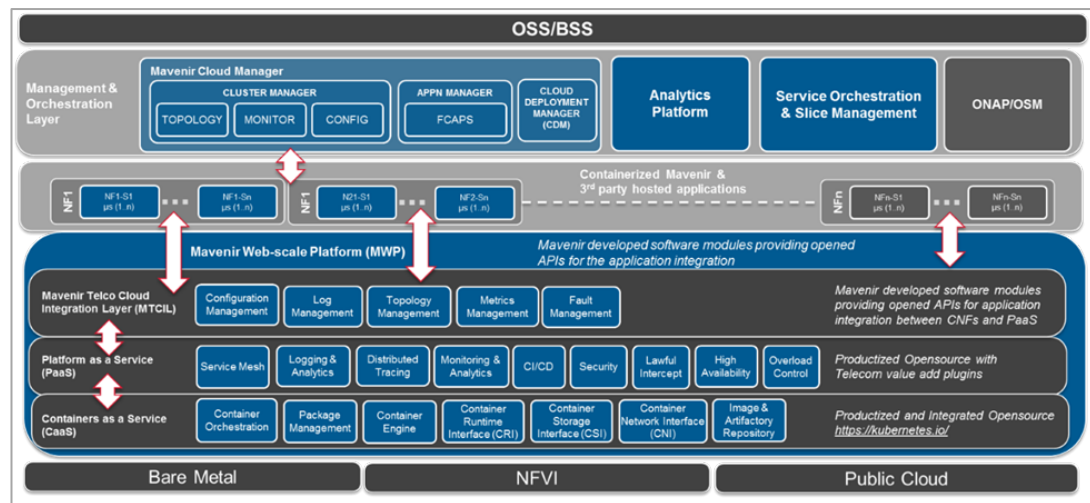 OSS/BSS
Management &
Orchestration
Layer
Mavenir Cloud Manager
CLUSTER MANAGER
TOPOLOGY
MONITOR
CONFIG
APPN MANAGER
FCAPS
CLOUD
DEPLOYMENT
MANAGER
(CDM)
Analytics
Platform
Service Orchestration
& Slice Management
ONAP/OSM
Containerized Mavenir &
3rd party hosted applications
NF1
NF1-S1
µs (1..n)
NF1-Sn
µs (1..n)
NF1
N21-S1
µs (1..n)
NF2-Sn
µs (1..n)
NFn
NFn-S1
µs (1..n)
NFn-Sn
µs (1..n)
Mavenir Web-scale Platform (MWP)
Mavenir developed software modules providing opened
APIs for the application integration
Mavenir Telco Cloud
Integration Layer (MTCIL)
Configuration
Management
Log
Management
Topology
Management
Metrics
Management
Fault
Management
Mavenir developed software modules
providing opened APIs for application
integration between CNFs and PaaS
Platform as a Service
(PaaS)
Service Mesh
Logging &
Analytics
Distributed
Tracing
Monitoring &
Analytics
CI/CD
Security
Lawful
Intercept
High
Availability
Overload
Control
Productized Opensource with
Telecom value add plugins
Containers as a Service
(CaaS)
Container
Orchestration
Package
Management
Container
Engine
Container
Runtime
Interface (CRI)
Container
Storage
Interface (CSI)
Container
Network Interface
(CNI)
Image &
Artifactory
Repository
Productized and Integrated Opensource
https://kubernetes.io/
Bare Metal
NFVI
Public Cloud